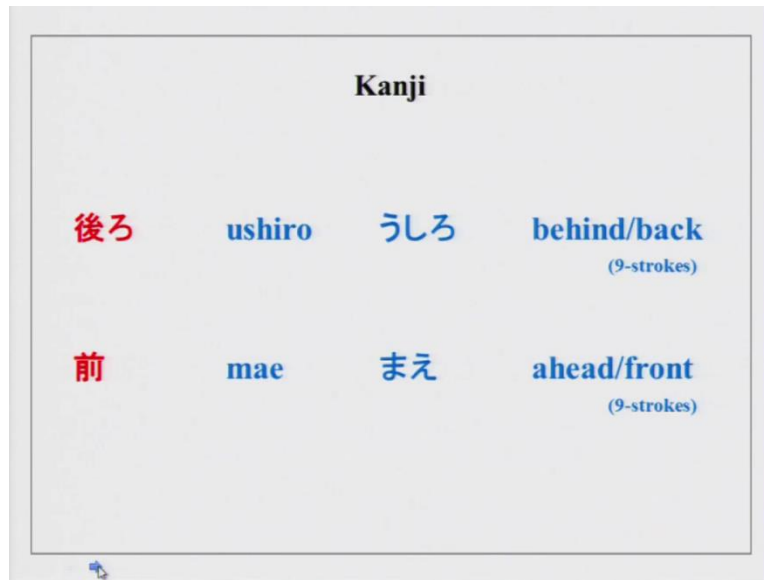 Kanji
後ろ ushiro うしろ behind/back
(9-strokes)
前 mae まえ ahead/front
(9-strokes)